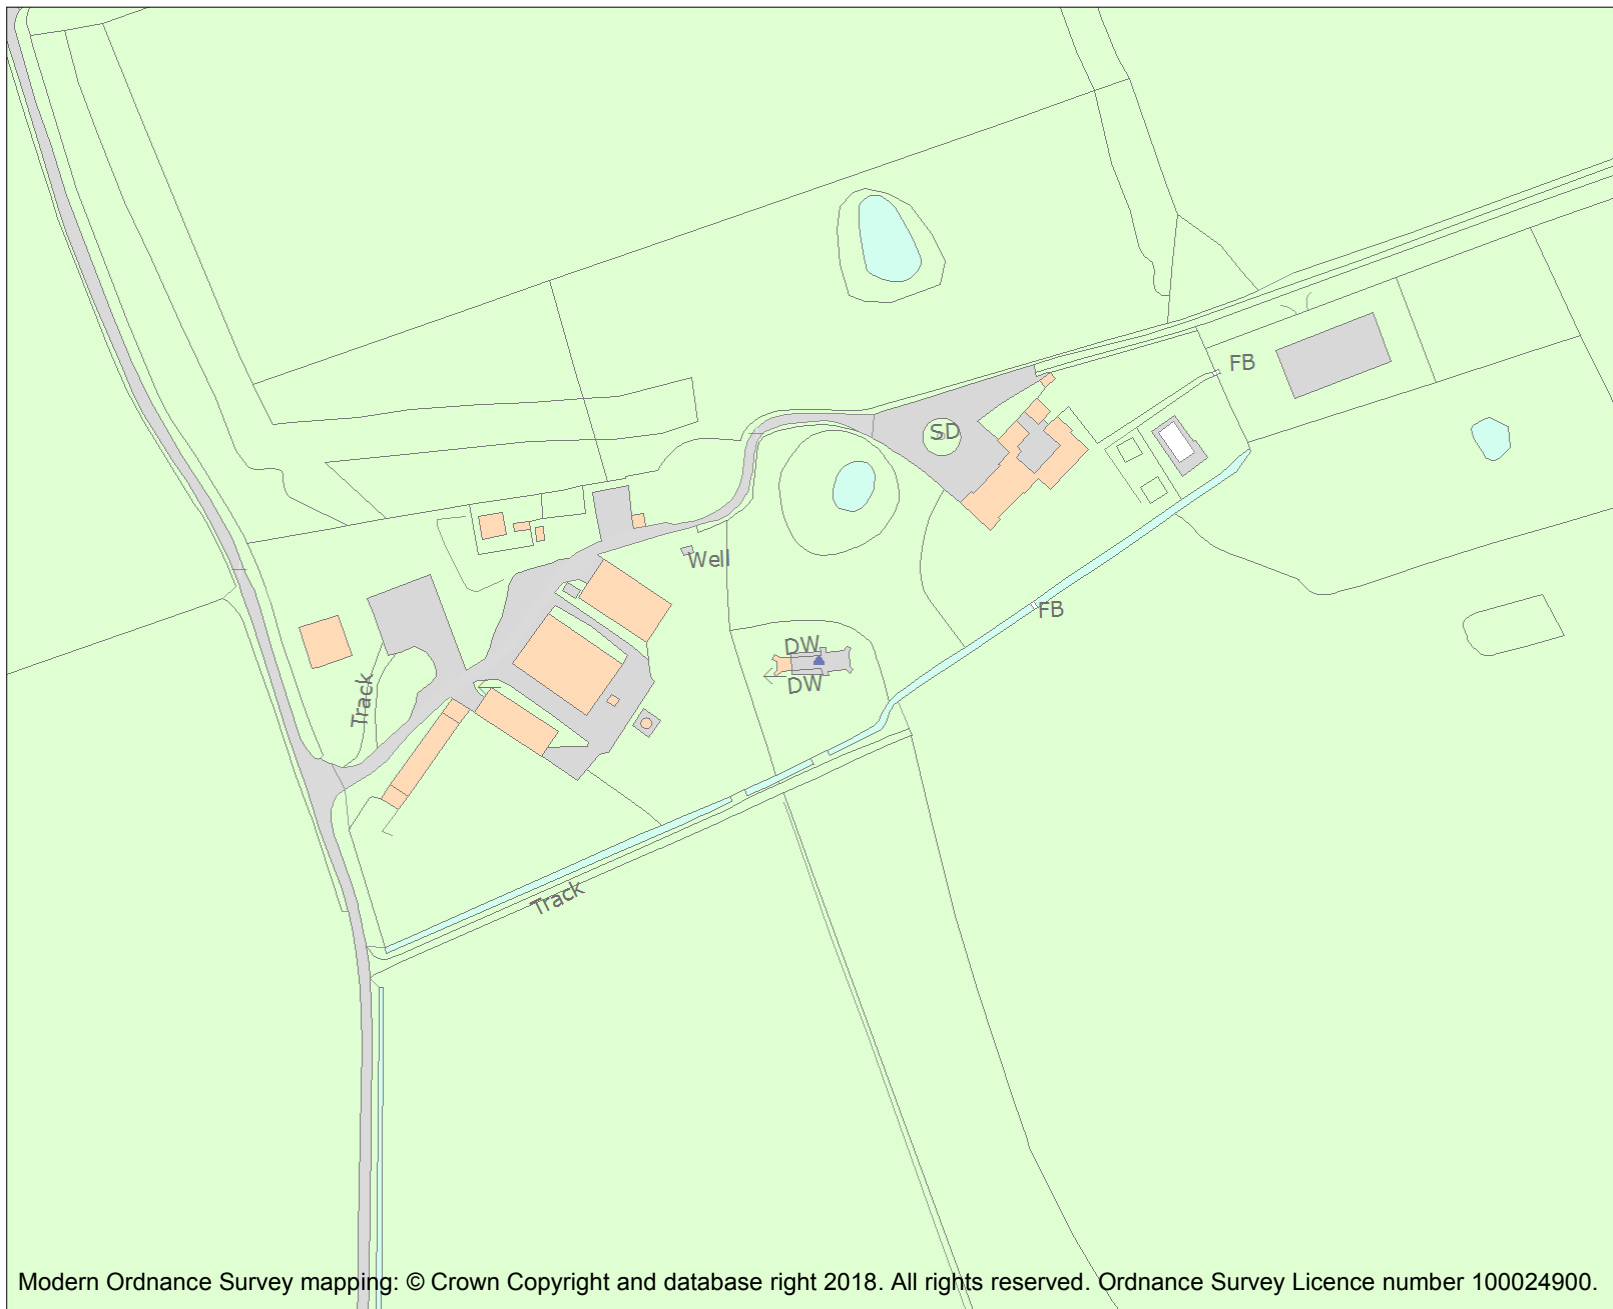 FB
SD
Well
FB
DW
DW
Track
Track
Modern Ordnance Survey mapping: © Crown Copyright and database right 2018. All rights reserved. Ordnance Survey Licence number 100024900.